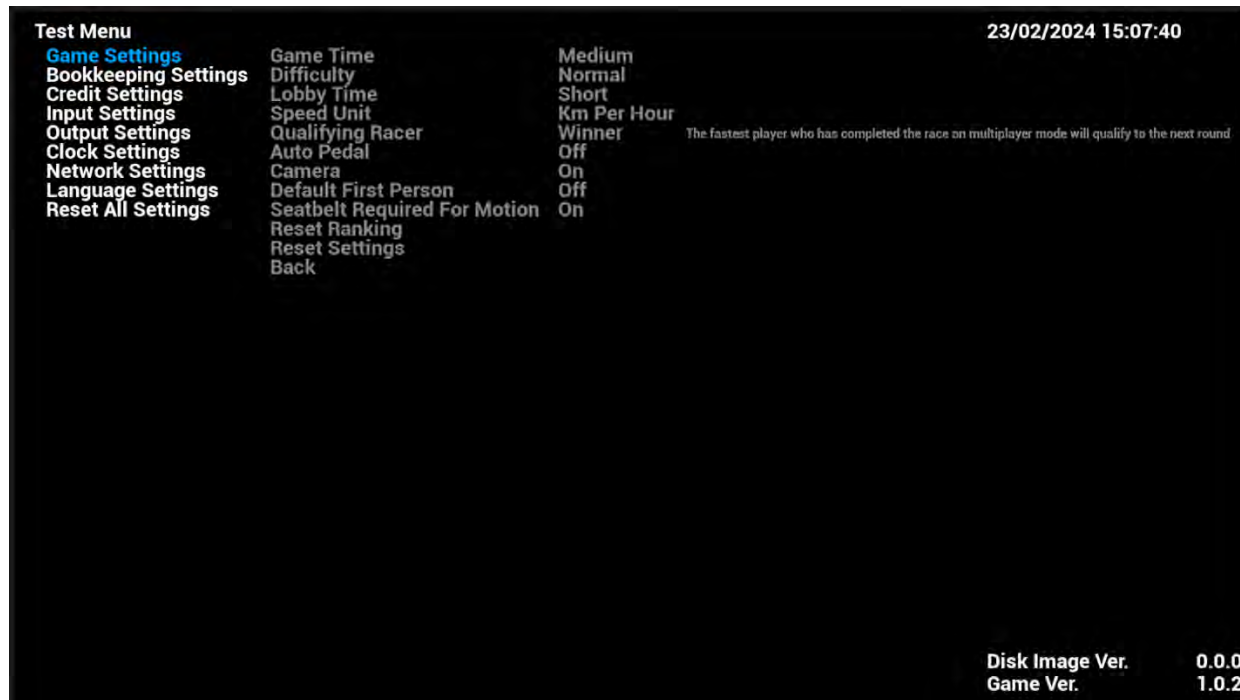 Test Menu 23/02/2024 15:07:40
Game Settings Game Time Medium
Bookkeeping Settings Difficulty Normal
Credit Settings Lobby Time Short
Input Settings Speed Unit Km Per Hour
Output Settings Qualifying Racer Winner The fastest player who has completed the race on multiplayer mode will qualify to the next round
Clock Settings Auto Pedal Off
Network Settings Camera On
Language Settings Default First Person Off
Reset All Settings Seatbelt Required For Motion On
Reset Ranking
Reset Settings
Back
Disk Image Ver. 0.0.0
Game Ver. 1.0.2